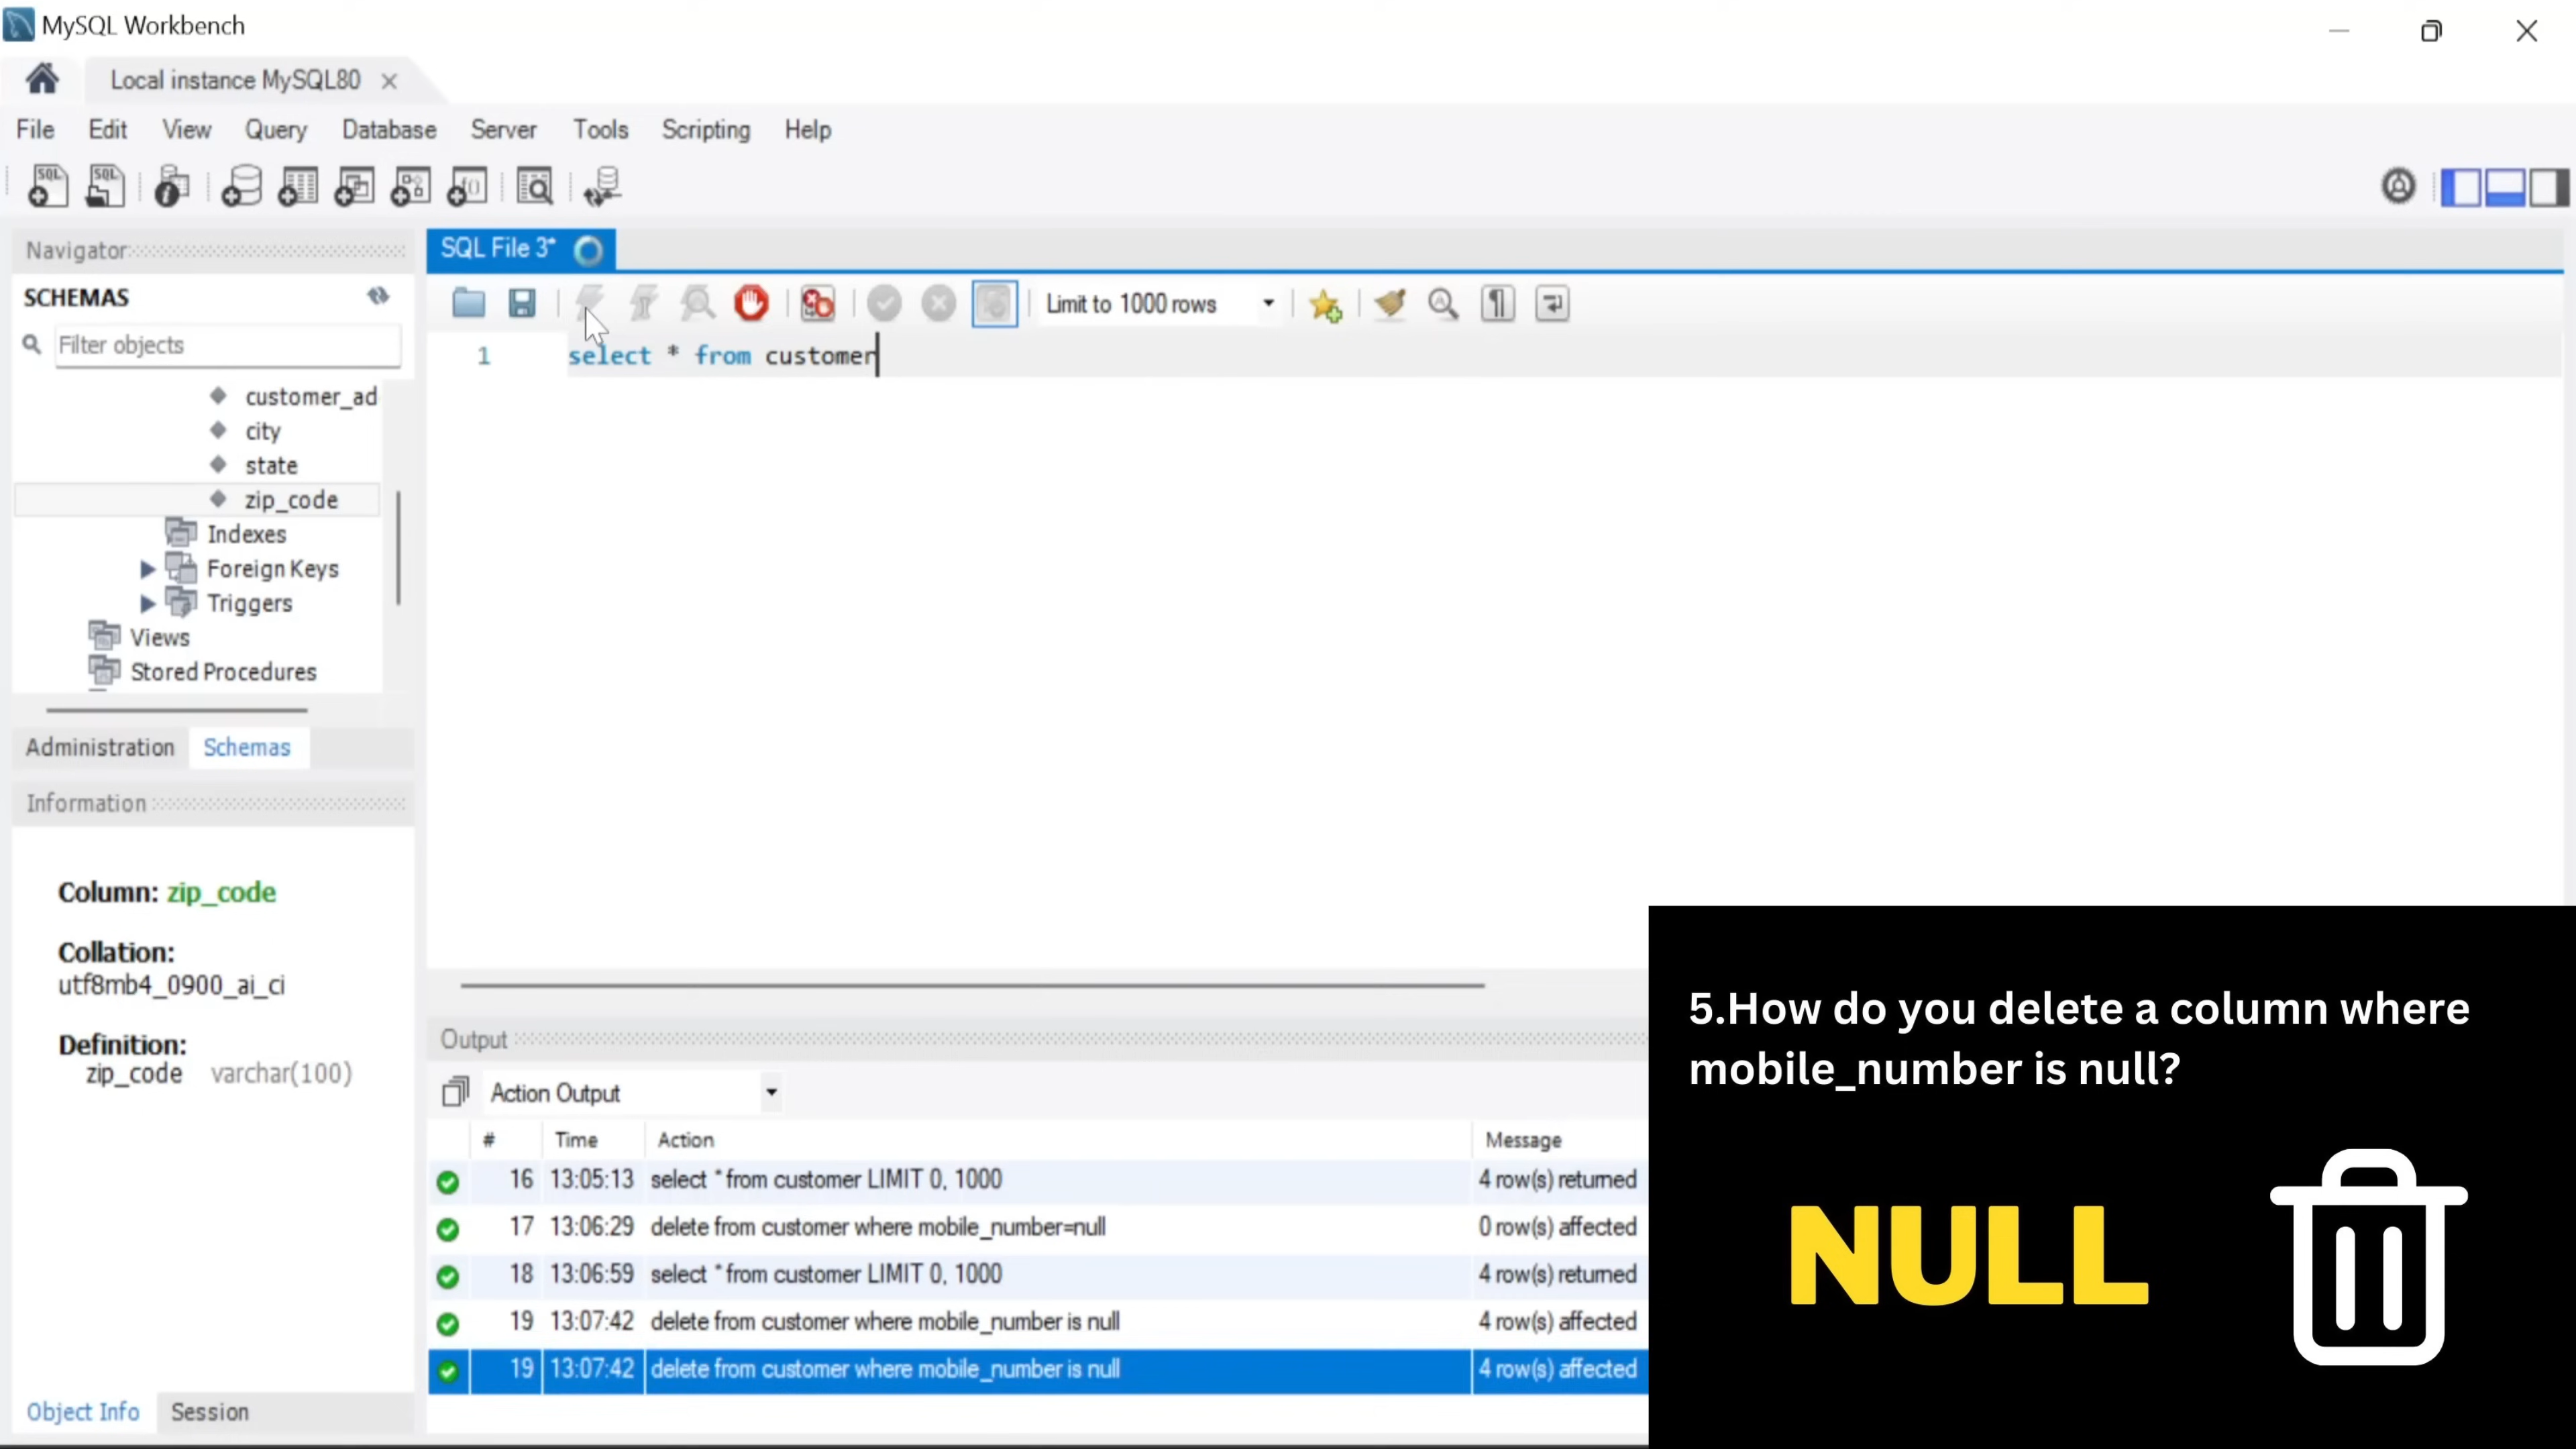 MySQL Workbench
Local instance MySQL80
File Edit View Query Database Server Tools Scripting Help
Navigator
SQL File 3*
SCHEMAS
Limit to 1000 rows
Filter objects
1 select * from customer
customer_ad
city
state
zip_code
Indexes
Foreign Keys
Triggers
Views
Stored Procedures
Administration Schemas
Information
Column: zip_code
Collation:
utf8mb4_0900_ai_ci
Definition:
zip_code varchar(100)
Object Info Session
Output
Action Output
# Time Action Message
16 13:05:13 select * from customer LIMIT 0, 1000 4 row(s) returned
17 13:06:29 delete from customer where mobile_number=null 0 row(s) affected
18 13:06:59 select * from customer LIMIT 0, 1000 4 row(s) returned
19 13:07:42 delete from customer where mobile_number is null 4 row(s) affected
19 13:07:42 delete from customer where mobile_number is null 4 row(s) affected
5.How do you delete a column where
mobile_number is null?
NULL